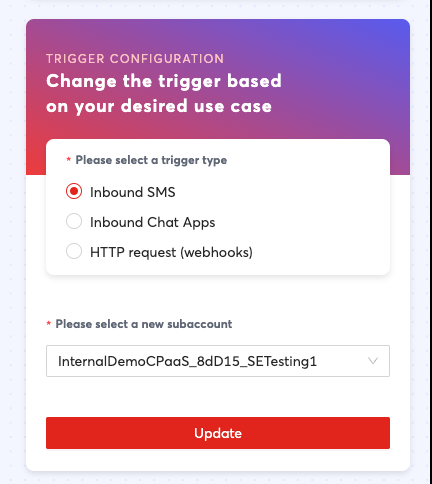 TRIGGER CONFIGURATION
Change the trigger based
on your desired use case
* Please select a trigger type
Inbound SMS
Inbound Chat Apps
HTTP request (webhooks)
* Please select a new subaccount
InternalDemoCPaaS_8dD15_SETesting1
Update